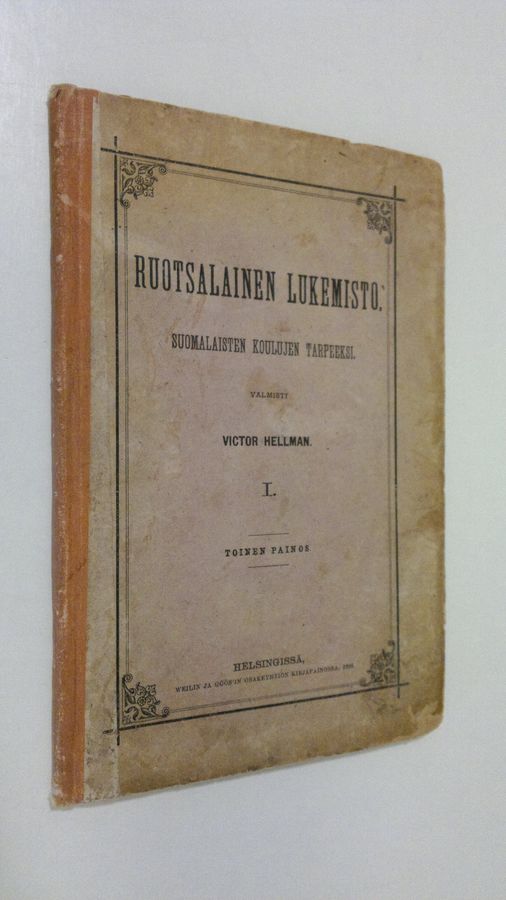 RUOTSALAINEN LUKEMISTO.
SUOMALAISTEN KOULUJEN TARPEEKSI.
VALMISTI
VICTOR HELLMAN.
I.
TOINEN PAINOS
HELSINGISSÄ,
WEILIN JA GÖÖS'IN OSAKEYHTIÖN KIRJAPAINOSSA,